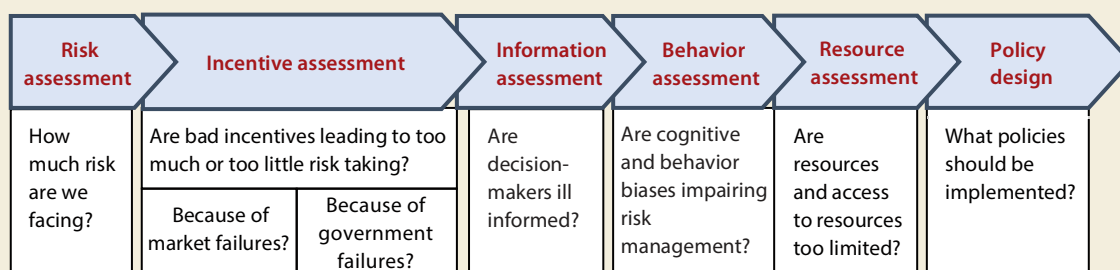 Risk
assessment
Incentive assessment
Information
assessment
Behavior
assessment
Resource
assessment
Policy
design
How
much risk
are we
facing?
Are bad incentives leading to too
much or too little risk taking?
Because of
market failures?
Because of
government
failures?
Are
decision-
makers ill
informed?
Are cognitive
and behavior
biases impairing
risk
management?
Are
resources
and access
to resources
too limited?
What policies
should be
implemented?